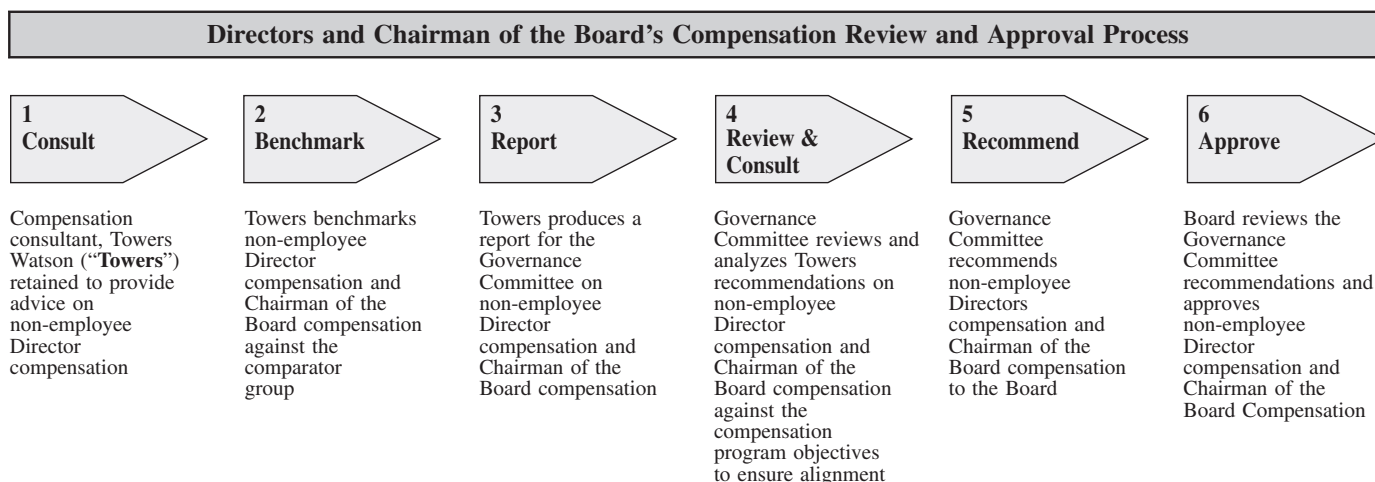 Directors and Chairman of the Board’s Compensation Review and Approval Process
1
Consult
Compensation
consultant, Towers
Watson (“Towers”)
retained to provide
advice on
non-employee
Director
compensation
2
Benchmark
Towers benchmarks
non-employee
Director
compensation and
Chairman of the
Board compensation
against the
comparator
group
3
Report
Towers produces a
report for the
Governance
Committee on
non-employee
Director
compensation and
Chairman of the
Board compensation
4
Review &
Consult
Governance
Committee reviews and
analyzes Towers
recommendations on
non-employee
Director
compensation and
Chairman of the
Board compensation
against the
compensation
program objectives
to ensure alignment
5
Recommend
Governance
Committee
recommends
non-employee
Directors
compensation and
Chairman of the
Board compensation
to the Board
6
Approve
Board reviews the
Governance
Committee
recommendations and
approves
non-employee
Director
compensation and
Chairman of the
Board Compensation